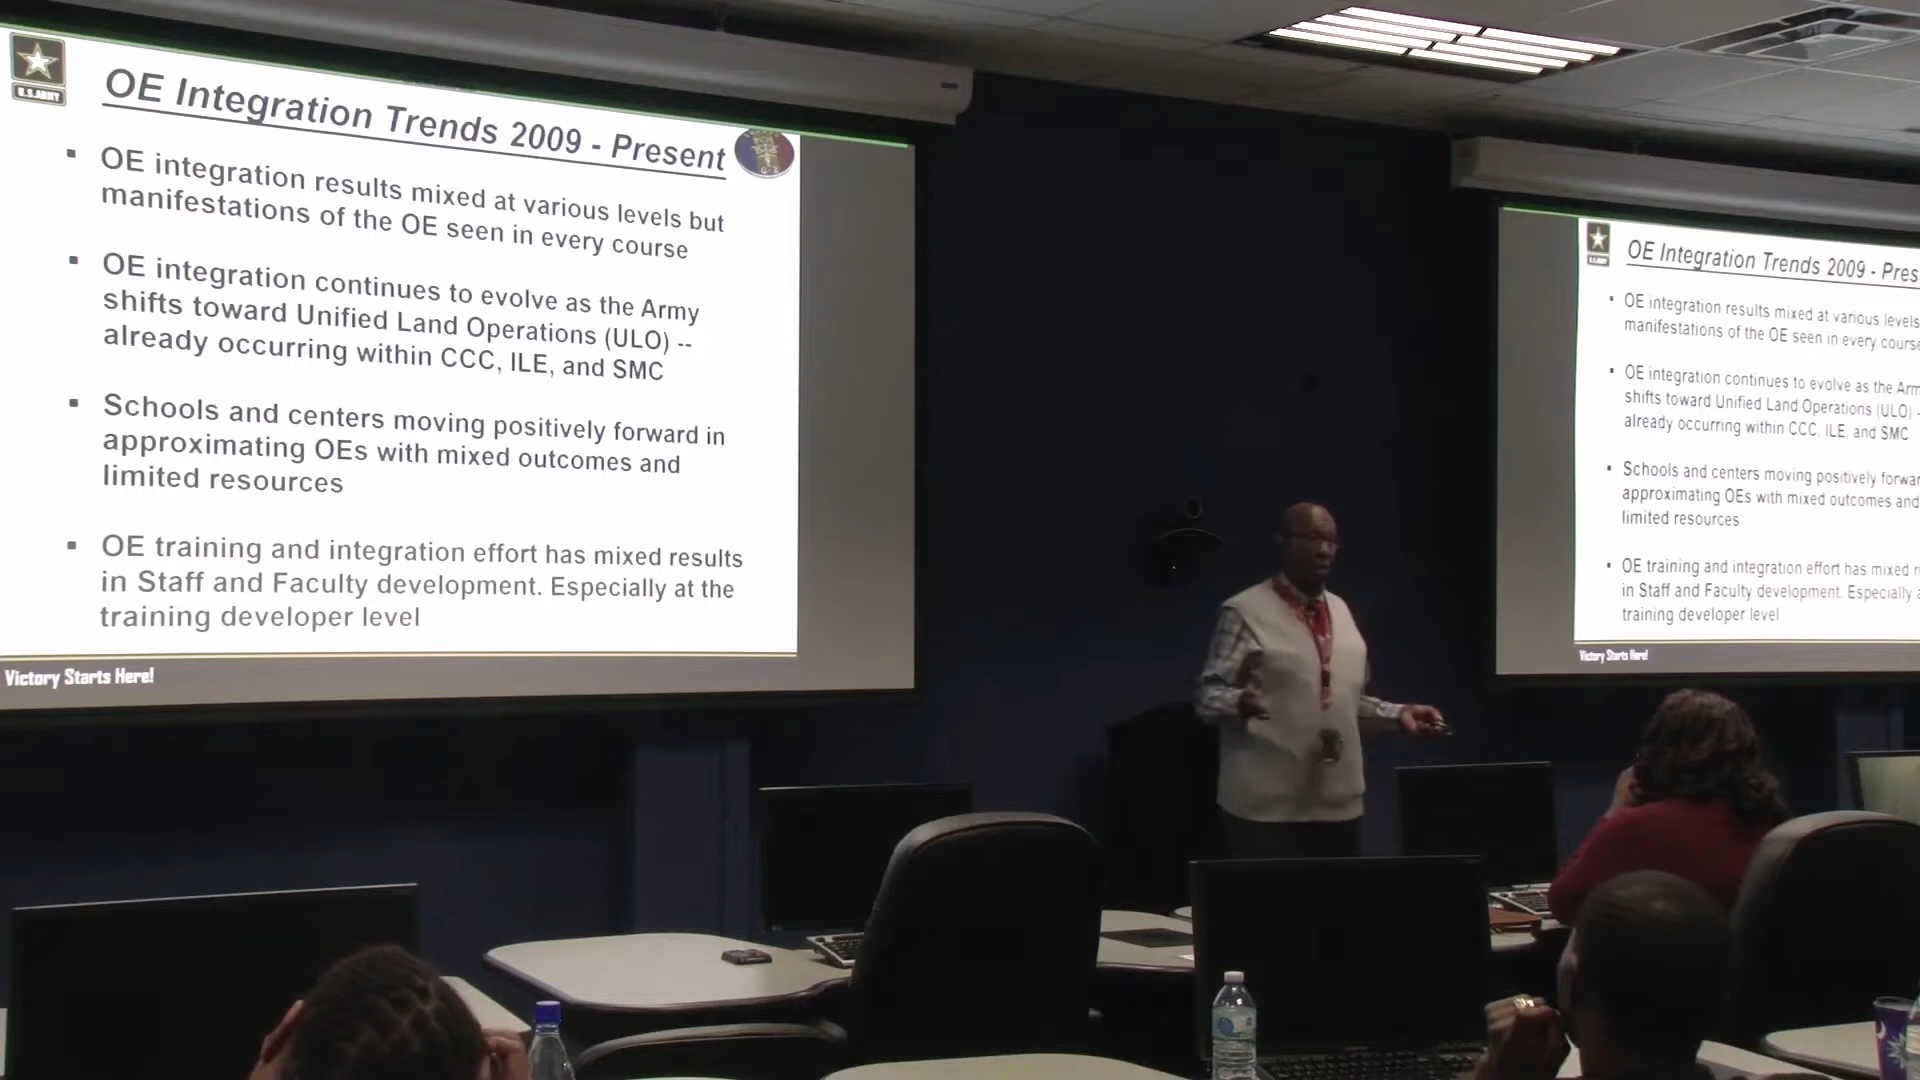 U.S.ARMY
OE Integration Trends 2009 - Present
G-2
▪ OE integration results mixed at various levels but
manifestations of the OE seen in every course
▪ OE integration continues to evolve as the Army
shifts toward Unified Land Operations (ULO) --
already occurring within CCC, ILE, and SMC
▪ Schools and centers moving positively forward in
approximating OEs with mixed outcomes and
limited resources
▪ OE training and integration effort has mixed results
in Staff and Faculty development. Especially at the
training developer level
Victory Starts Here!
OE Integration Trends 2009 - Pres
▪ OE integration results mixed at various levels
manifestations of the OE seen in every course
▪ OE integration continues to evolve as the Arm
shifts toward Unified Land Operations (ULO) -
already occurring within CCC, ILE, and SMC
▪ Schools and centers moving positively forwar
approximating OEs with mixed outcomes and
limited resources
▪ OE training and integration effort has mixed r
in Staff and Faculty development. Especially a
training developer level
Victory Starts Here!